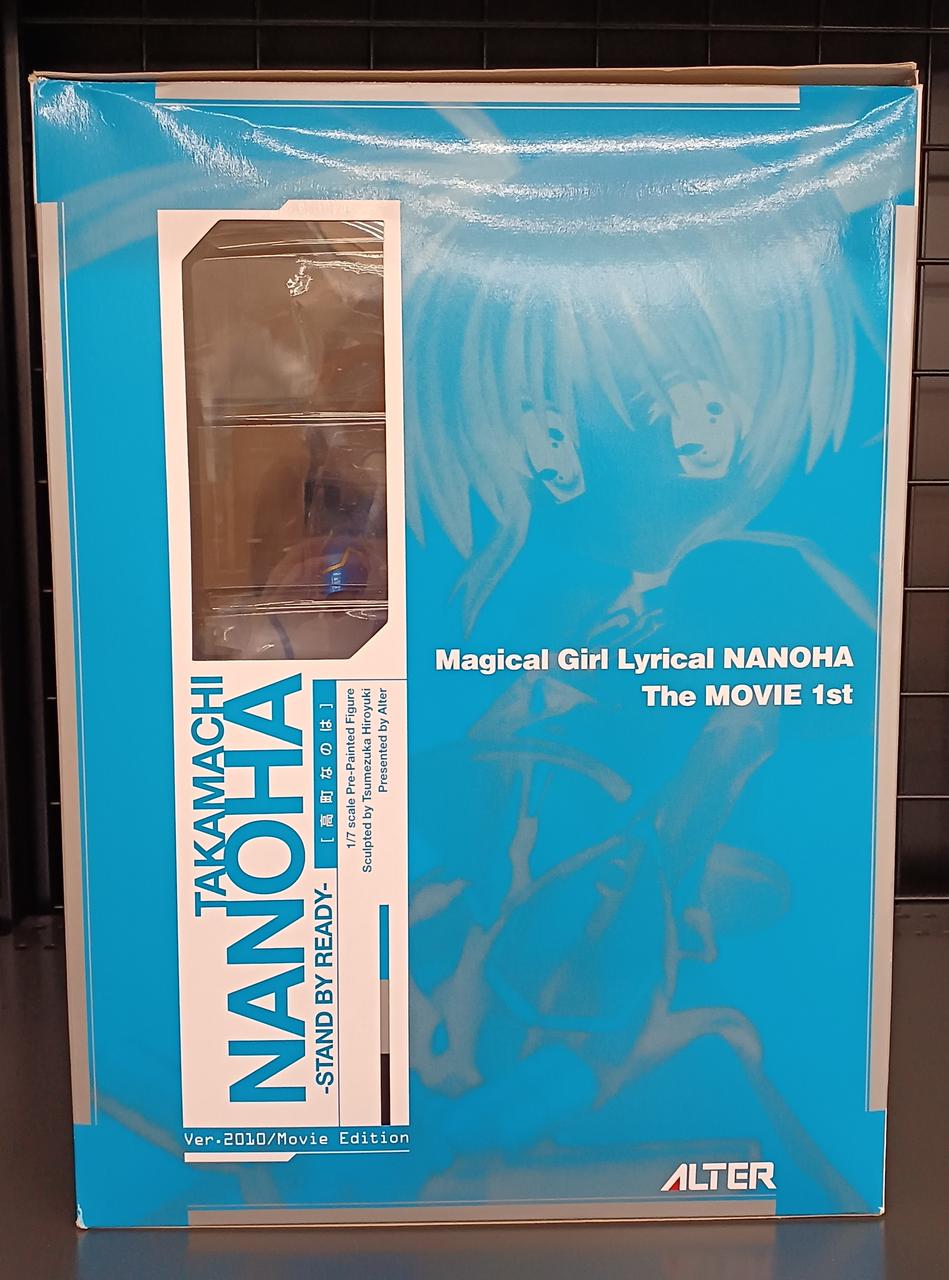 Magical Girl Lyrical NANOHA
The MOVIE 1st
TAKAMACHI
NANOHA
[高町なのは]
-STAND BY READY-
1/7 scale Pre-Painted Figure
Sculpted by Tsumezuka Hiroyuki
Presented by Alter
Ver.2010/Movie Edition
ALTER